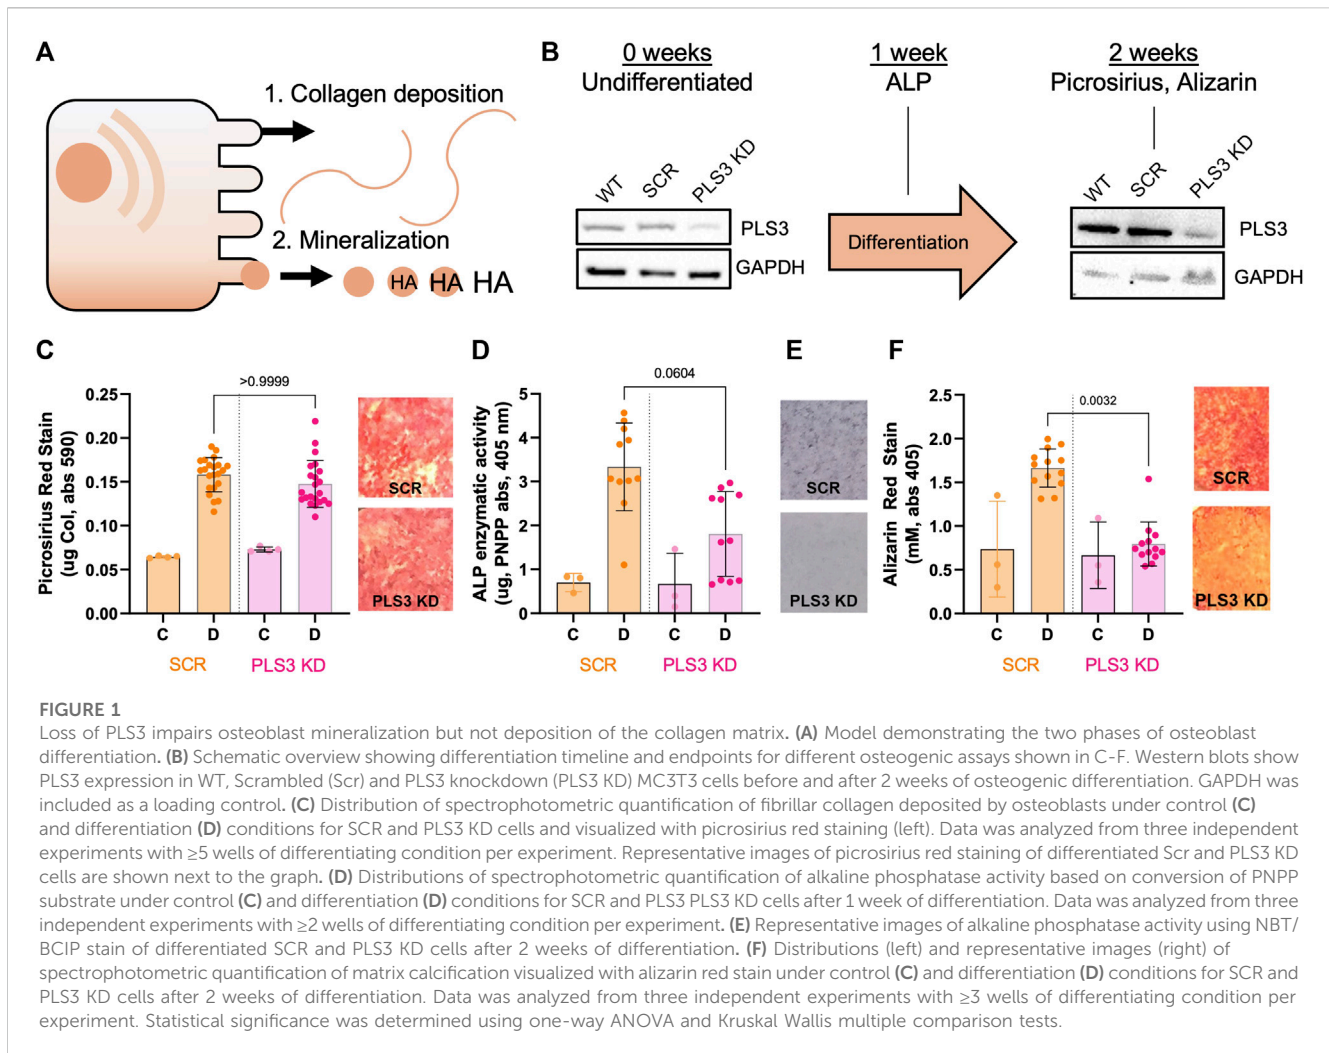 A
1. Collagen deposition
2. Mineralization
HA
HA
HA
B
0 weeks
Undifferentiated
1 week
ALP
2 weeks
Picrosirius, Alizarin
WT
SCR
PLS3 KD
PLS3
GAPDH
Differentiation
WT
SCR
PLS3 KD
PLS3
GAPDH
C
Picrosirius Red Stain
(ug Col, abs 590)
0.25
0.20
0.15
0.10
0.05
0.00
>0.9999
C
D
C
D
SCR
PLS3 KD
SCR
PLS3 KD
D
ALP enzymatic activity
(ug, PNPP abs, 405 nm)
5
4
3
2
1
0
0.0604
C
D
C
D
SCR
PLS3 KD
E
SCR
PLS3 KD
F
Alizarin Red Stain
(mM, abs 405)
2.5
2.0
1.5
1.0
0.5
0.0
0.0032
C
D
C
D
SCR
PLS3 KD
SCR
PLS3 KD
FIGURE 1
Loss of PLS3 impairs osteoblast mineralization but not deposition of the collagen matrix. (A) Model demonstrating the two phases of osteoblast
differentiation. (B) Schematic overview showing differentiation timeline and endpoints for different osteogenic assays shown in C-F. Western blots show
PLS3 expression in WT, Scrambled (Scr) and PLS3 knockdown (PLS3 KD) MC3T3 cells before and after 2 weeks of osteogenic differentiation. GAPDH was
included as a loading control. (C) Distribution of spectrophotometric quantification of fibrillar collagen deposited by osteoblasts under control (C)
and differentiation (D) conditions for SCR and PLS3 KD cells and visualized with picrosirius red staining (left). Data was analyzed from three independent
experiments with ≥5 wells of differentiating condition per experiment. Representative images of picrosirius red staining of differentiated Scr and PLS3 KD
cells are shown next to the graph. (D) Distributions of spectrophotometric quantification of alkaline phosphatase activity based on conversion of PNPP
substrate under control (C) and differentiation (D) conditions for SCR and PLS3 PLS3 KD cells after 1 week of differentiation. Data was analyzed from three
independent experiments with ≥2 wells of differentiating condition per experiment. (E) Representative images of alkaline phosphatase activity using NBT/
BCIP stain of differentiated SCR and PLS3 KD cells after 2 weeks of differentiation. (F) Distributions (left) and representative images (right) of
spectrophotometric quantification of matrix calcification visualized with alizarin red stain under control (C) and differentiation (D) conditions for SCR and
PLS3 KD cells after 2 weeks of differentiation. Data was analyzed from three independent experiments with ≥3 wells of differentiating condition per
experiment. Statistical significance was determined using one-way ANOVA and Kruskal Wallis multiple comparison tests.